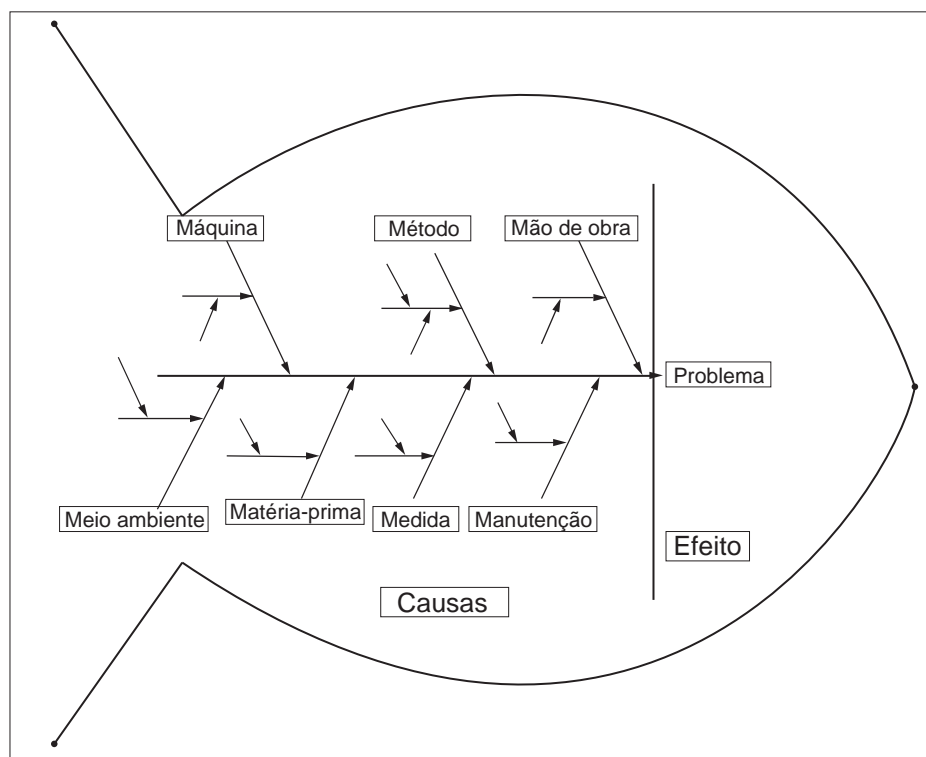 Máquina
Método
Mão de obra
Problema
Meio ambiente
Matéria-prima
Medida
Manutenção
Efeito
Causas